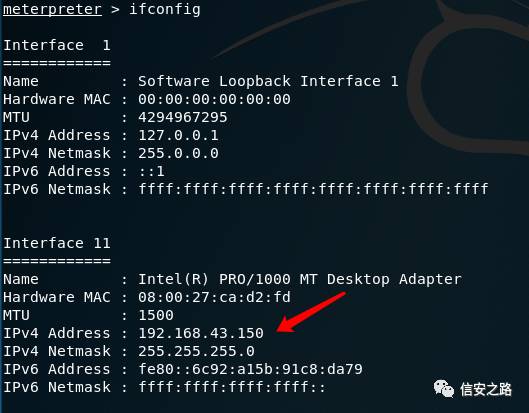 meterpreter > ifconfig
Interface  1
============
Name         : Software Loopback Interface 1
Hardware MAC : 00:00:00:00:00:00
MTU          : 4294967295
IPv4 Address : 127.0.0.1
IPv4 Netmask : 255.0.0.0
IPv6 Address : ::1
IPv6 Netmask : ffff:ffff:ffff:ffff:ffff:ffff:ffff:ffff
Interface 11
============
Name         : Intel(R) PRO/1000 MT Desktop Adapter
Hardware MAC : 08:00:27:ca:d2:fd
MTU          : 1500
IPv4 Address : 192.168.43.150
IPv4 Netmask : 255.255.255.0
IPv6 Address : fe80::6c92:a15b:91c8:da79
IPv6 Netmask : ffff:ffff:ffff:ffff::
信安之路